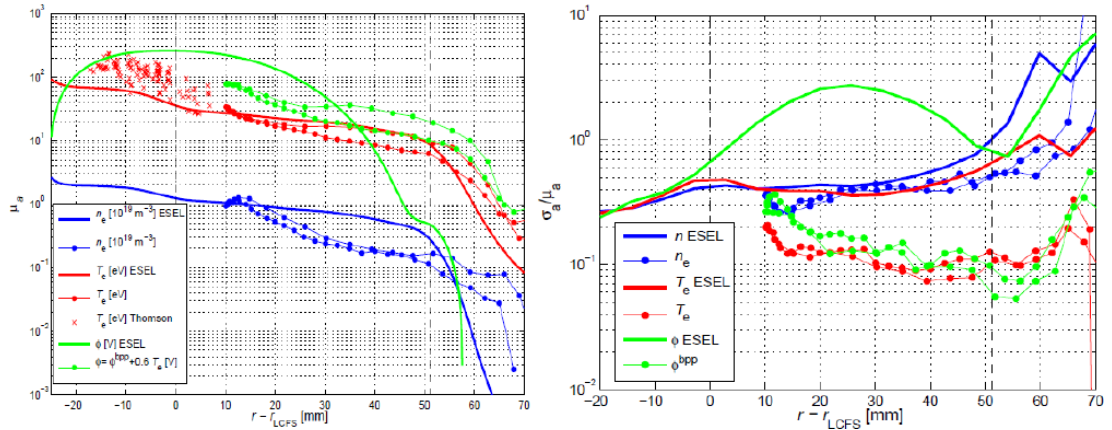 10³
10²
10¹
10⁰
10⁻¹
10⁻²
10⁻³
μₐ
nₑ [10¹⁹ m⁻³] ESEL
nₑ [10¹⁹ m⁻³]
Tₑ [eV] ESEL
Tₑ [eV]
Tₑ [eV] Thomson
ϕ [V] ESEL
ϕ= ϕᵇᵖᵖ+0.6 Tₑ [V]
-25 -20 -10 0 10 20 30 40 50 60 70
r− r_LCFS [mm]
10¹
10⁰
10⁻¹
10⁻²
σₐ/μₐ
n ESEL
nₑ
Tₑ ESEL
Tₑ
ϕ ESEL
ϕᵇᵖᵖ
−20 −10 0 10 20 30 40 50 60 70
r − r_LCFS [mm]